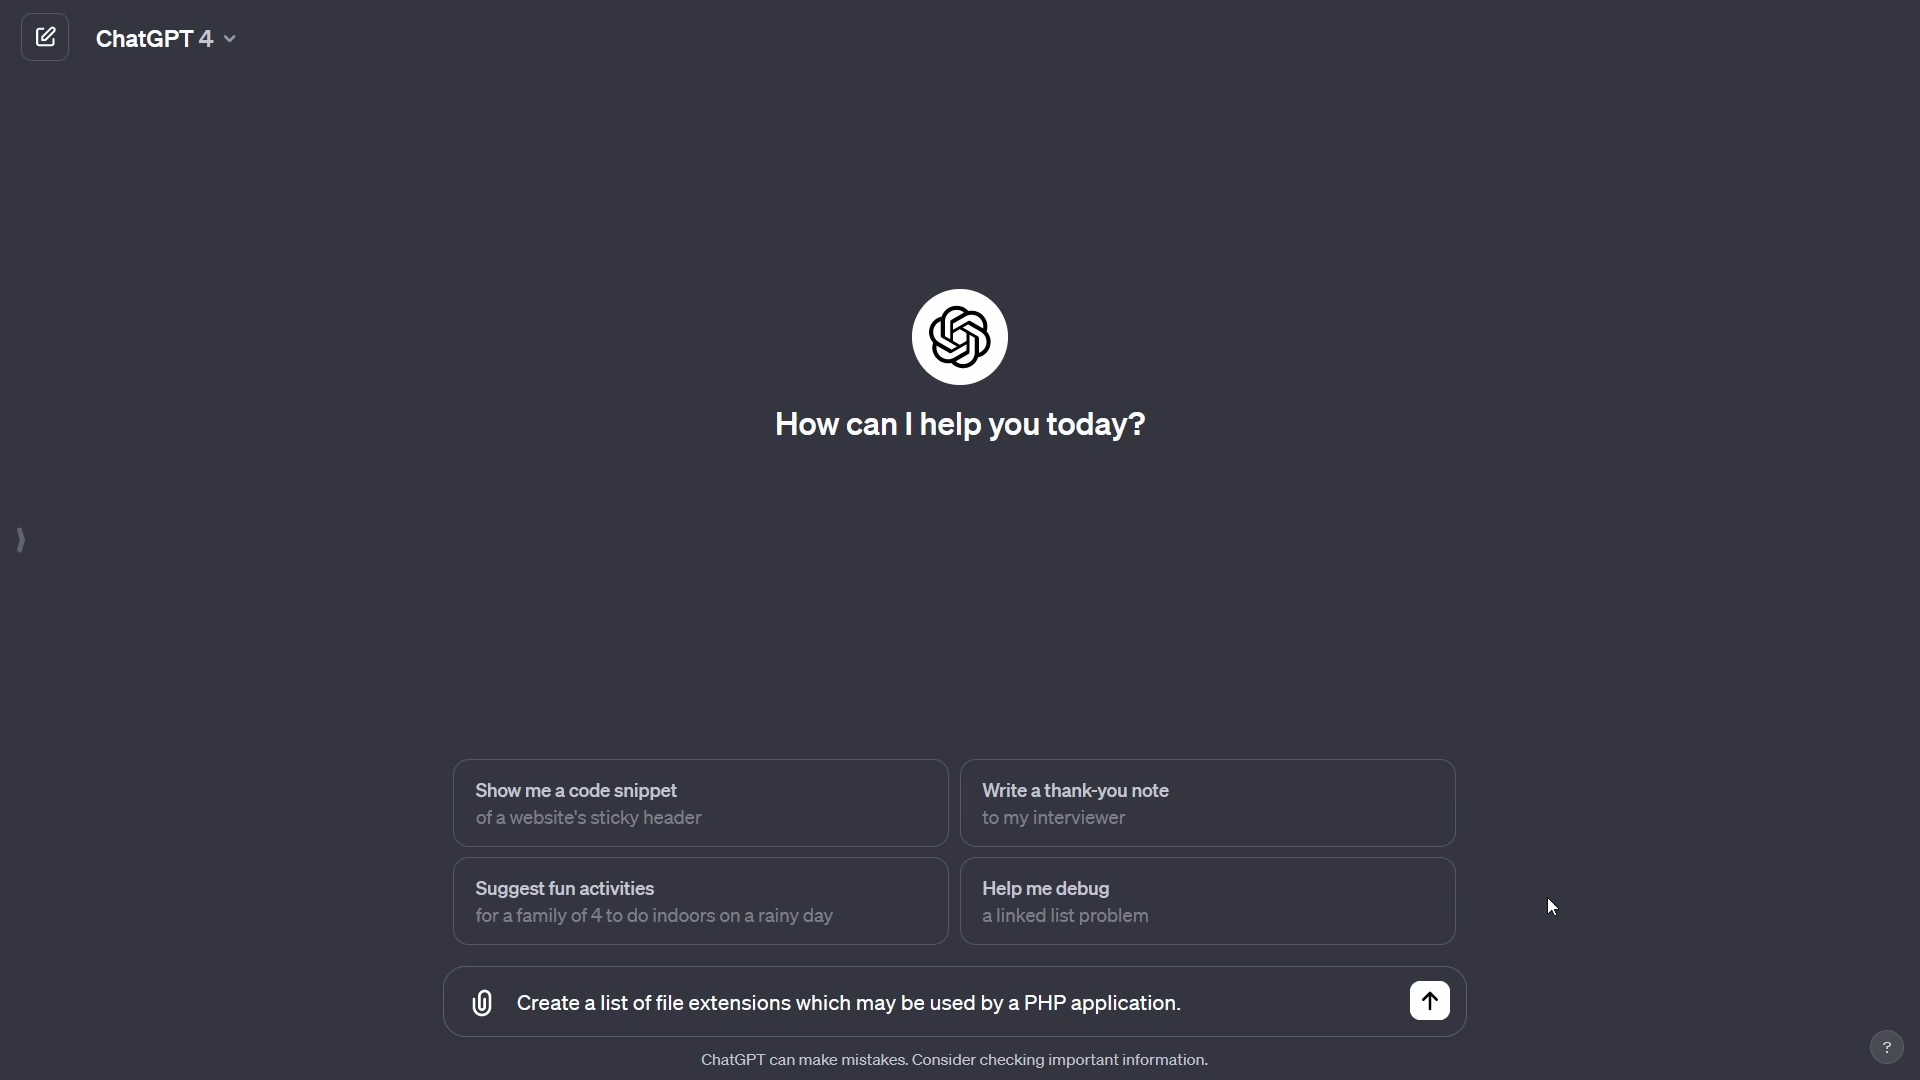 ChatGPT 4
How can I help you today?
Show me a code snippet
of a website's sticky header
Write a thank-you note
to my interviewer
Suggest fun activities
for a family of 4 to do indoors on a rainy day
Help me debug
a linked list problem
Create a list of file extensions which may be used by a PHP application.
ChatGPT can make mistakes. Consider checking important information.
?